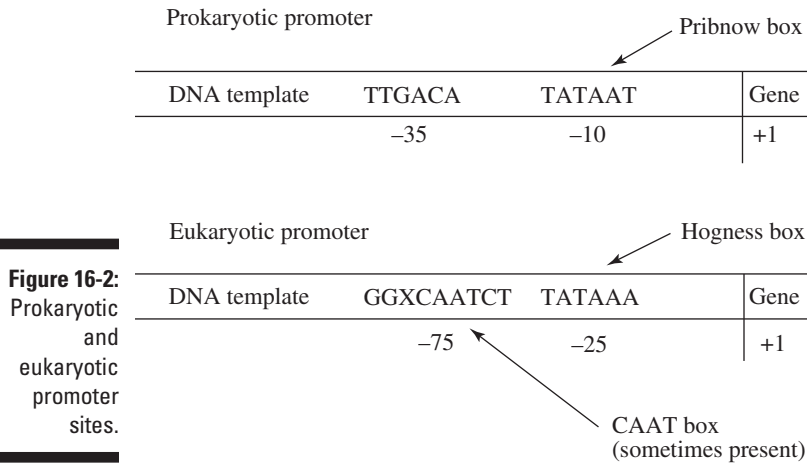 Prokaryotic promoter
Pribnow box
DNA template TTGACA TATAAT Gene
–35 –10 +1
Eukaryotic promoter
Hogness box
DNA template GGXCAATCT TATAAA Gene
–75 –25 +1
CAAT box
(sometimes present)
Figure 16-2:
Prokaryotic
and
eukaryotic
promoter
sites.